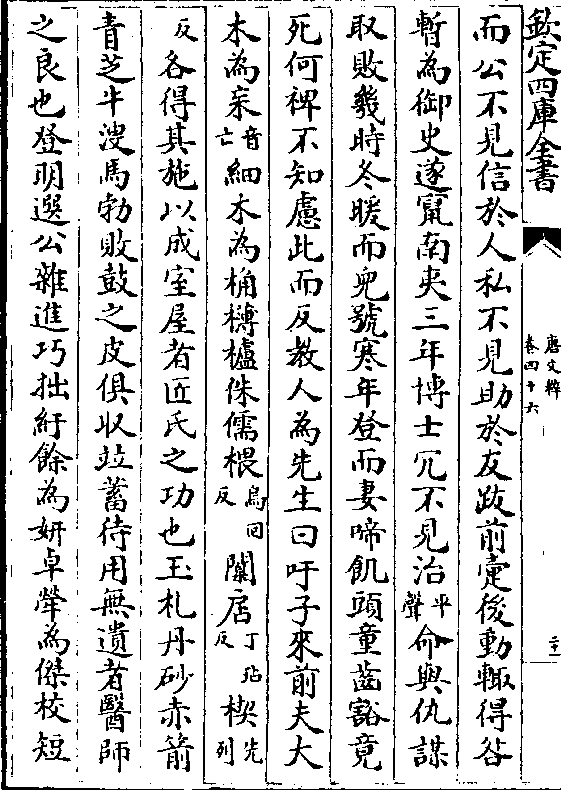 欽定四庫全書
唐文粹
卷四十六
二十
而公不見信於人私不見助於友跋前疐後動輒得咎
暫為御史遂竄南夷三年博士冗不見治平聲命與仇謀
取敗幾時冬暖而兒號寒年登而妻啼飢頭童齒豁竟
死何裨不知慮此而反教人為先生曰吁子來前夫大
木為杗音亡細木為桷欂櫨侏儒椳烏回反闑扂丁玷反楔先列
反各得其施以成室屋者匠氏之功也玉札丹砂赤箭
青芝牛溲馬勃敗鼓之皮俱收竝蓄待用無遺者醫師
之良也登明選公雜進巧拙紆餘為妍卓犖為傑校短